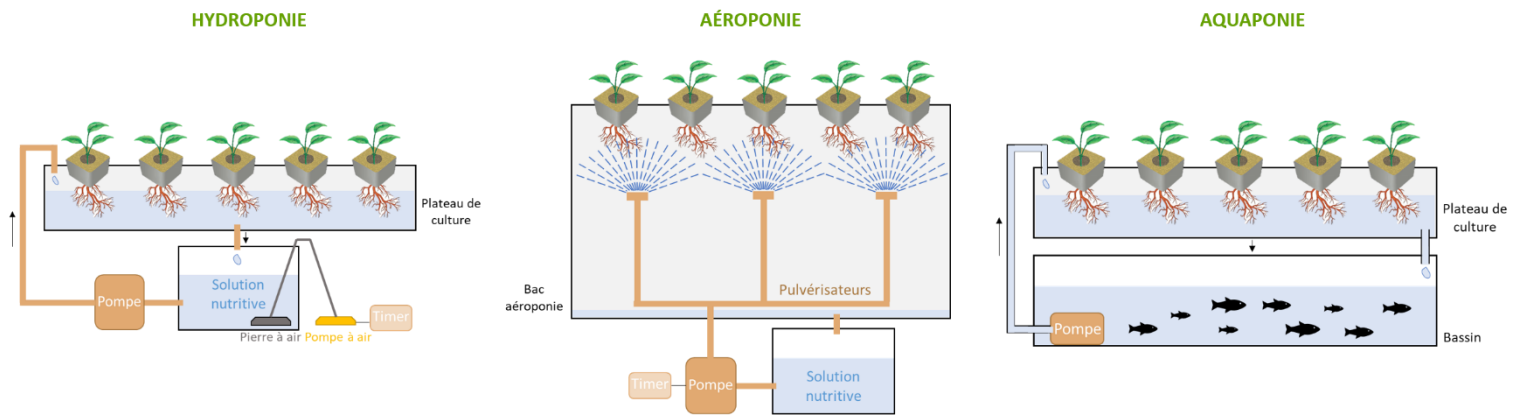 HYDROPONIE
Plateau de
culture
Pompe
Solution
nutritive
Timer
Pierre à air
Pompe à air
AÉROPONIE
Bac
aéroponie
Pulvérisateurs
Timer
Pompe
Solution
nutritive
AQUAPONIE
Plateau de
culture
Pompe
Bassin